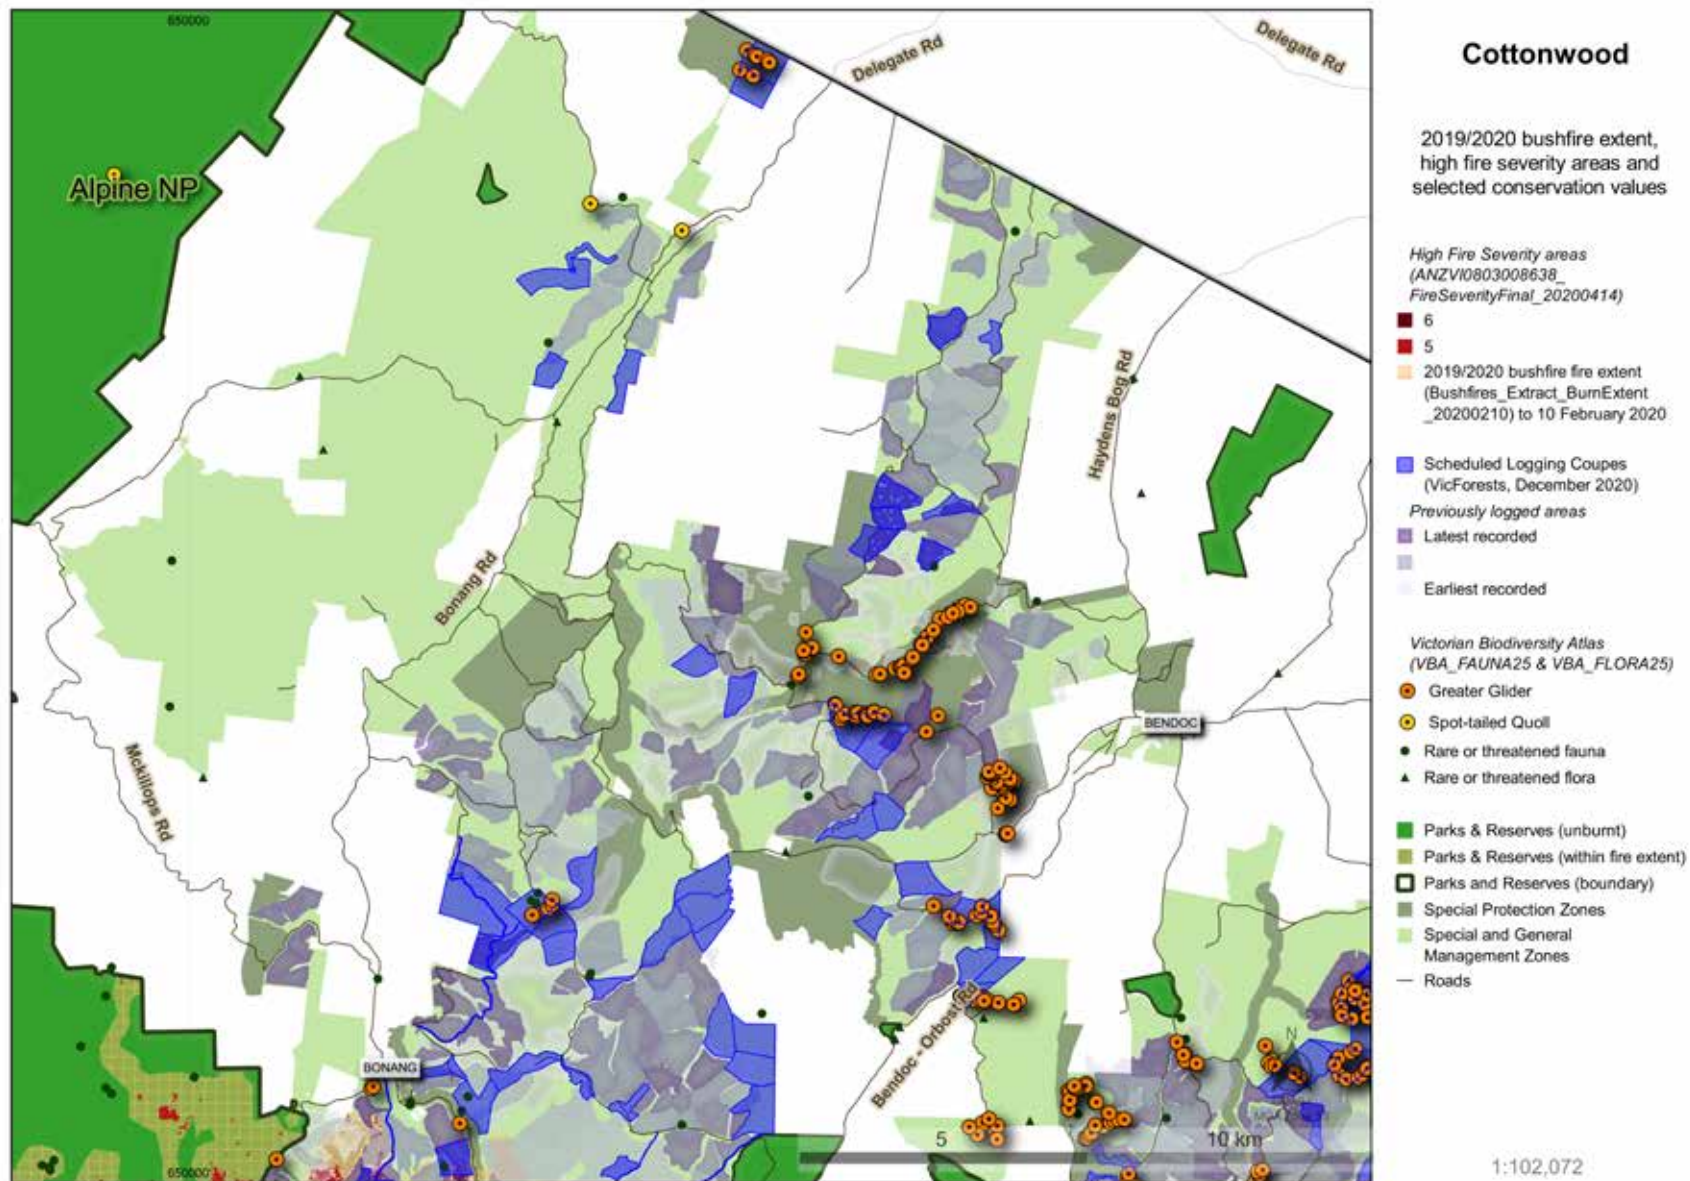 650000
Delegate Rd
Delegate Rd
Alpine NP
Haydens Bog Rd
Bonang Rd
Mckillops Rd
BENDOC
BONANG
Bendoc - Orbost Rd
N
5
10 km
650000
Cottonwood
2019/2020 bushfire extent,
high fire severity areas and
selected conservation values
High Fire Severity areas
(ANZVI0803008638_
FireSeverityFinal_20200414)
6
5
2019/2020 bushfire fire extent
(Bushfires_Extract_BurnExtent
_20200210) to 10 February 2020
Scheduled Logging Coupes
(VicForests, December 2020)
Previously logged areas
Latest recorded
Earliest recorded
Victorian Biodiversity Atlas
(VBA_FAUNA25 & VBA_FLORA25)
Greater Glider
Spot-tailed Quoll
Rare or threatened fauna
Rare or threatened flora
Parks & Reserves (unburnt)
Parks & Reserves (within fire extent)
Parks and Reserves (boundary)
Special Protection Zones
Special and General
Management Zones
Roads
1:102,072